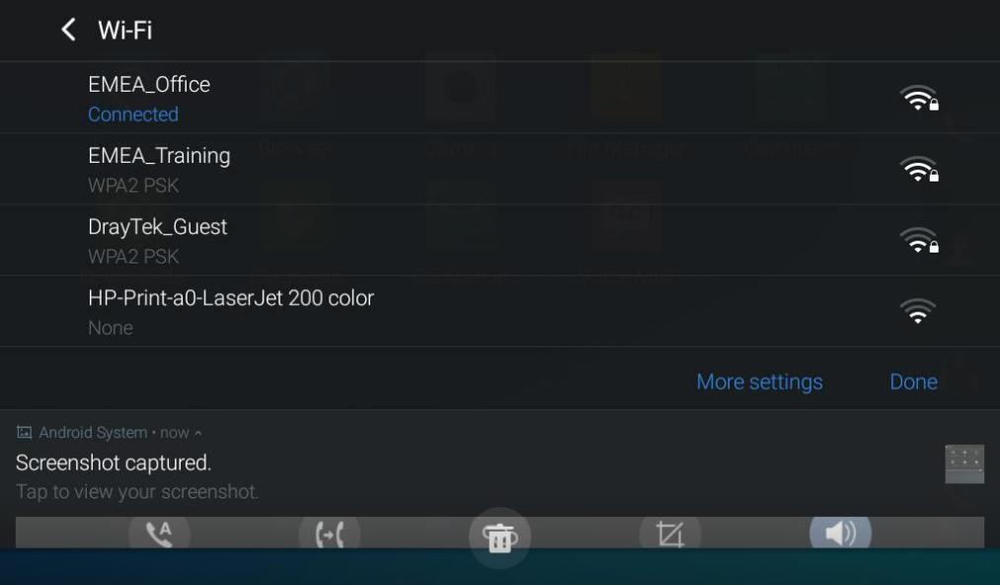 Wi-Fi
EMEA_Office
Connected
EMEA_Training
WPA2 PSK
DrayTek_Guest
WPA2 PSK
HP-Print-a0-LaserJet 200 color
None
More settings
Done
Android System • now
Screenshot captured.
Tap to view your screenshot.
A